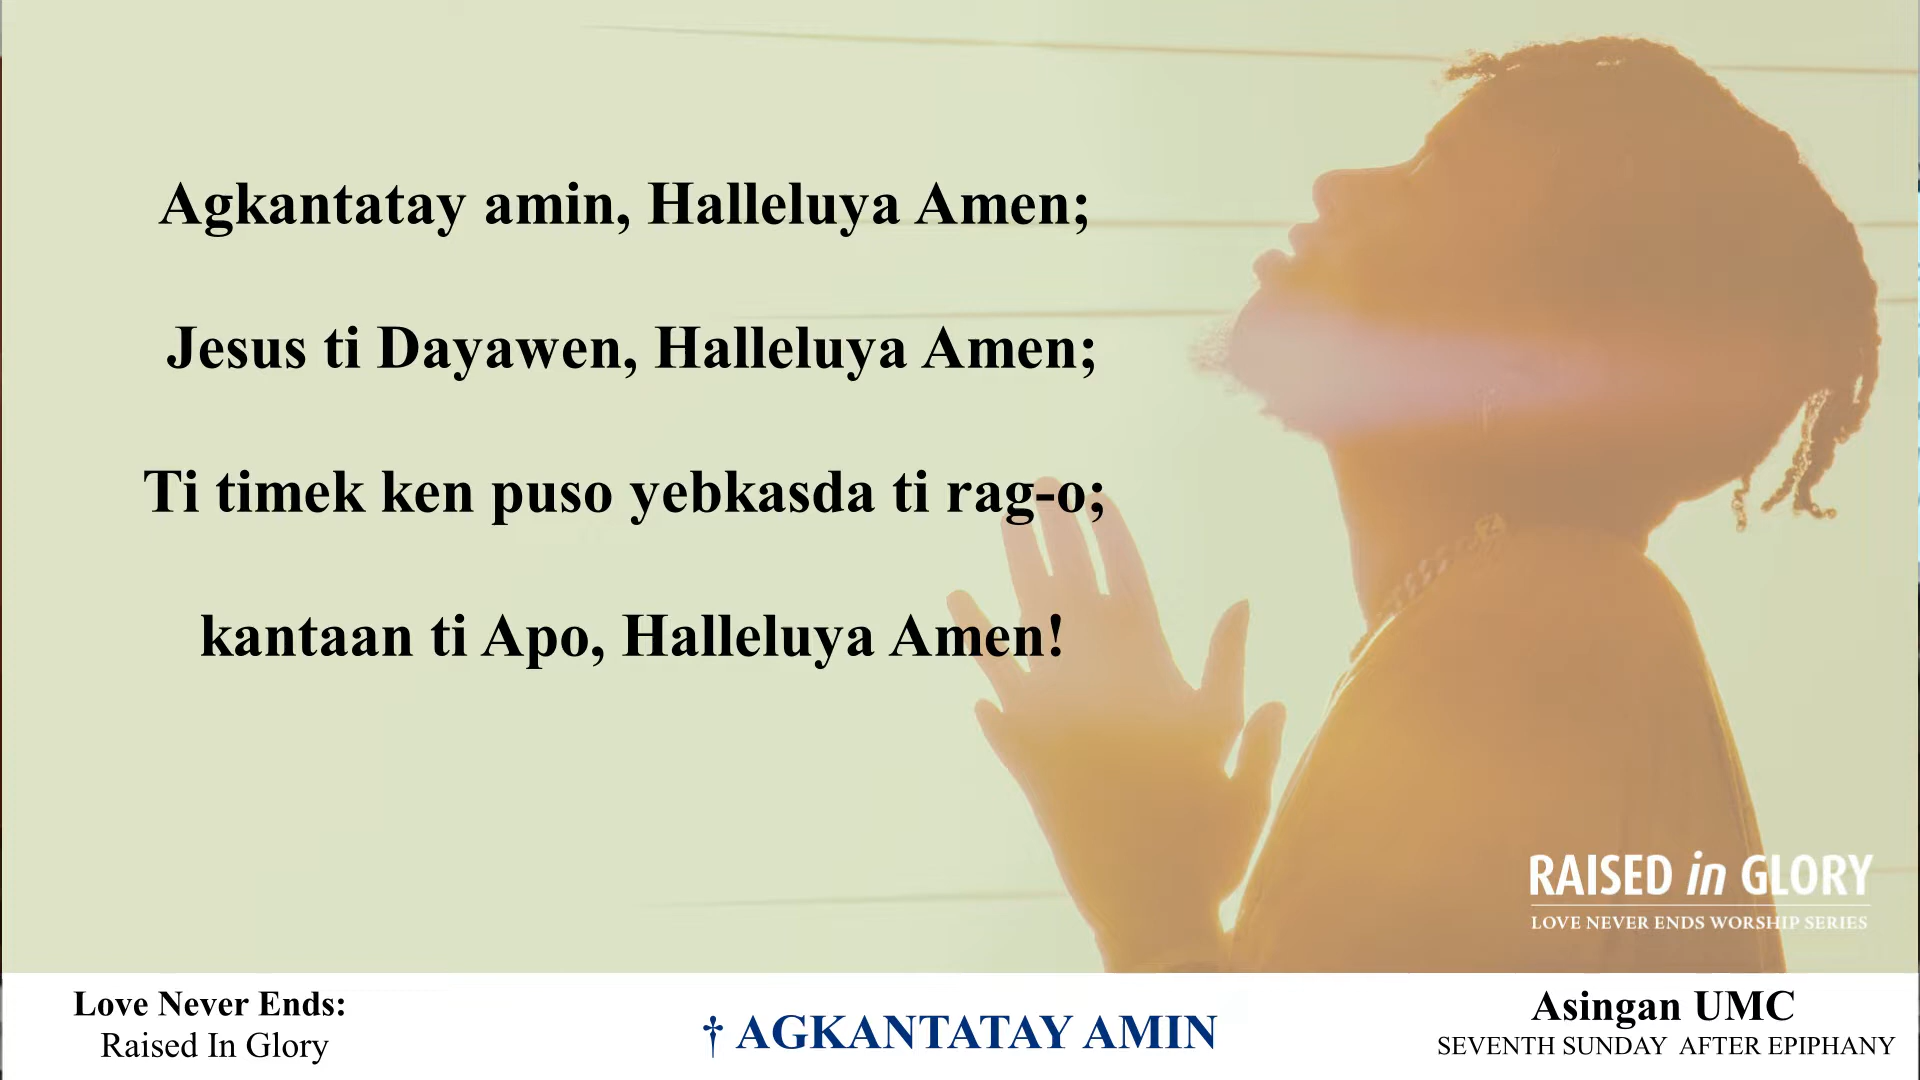 Agkantatay amin, Halleluya Amen;
Jesus ti Dayawen, Halleluya Amen;
Ti timek ken puso yebkasda ti rag-o;
kantaan ti Apo, Halleluya Amen!
RAISED in GLORY
LOVE NEVER ENDS WORSHIP SERIES
Love Never Ends:
Raised In Glory
† AGKANTATAY AMIN
Asingan UMC
SEVENTH SUNDAY AFTER EPIPHANY